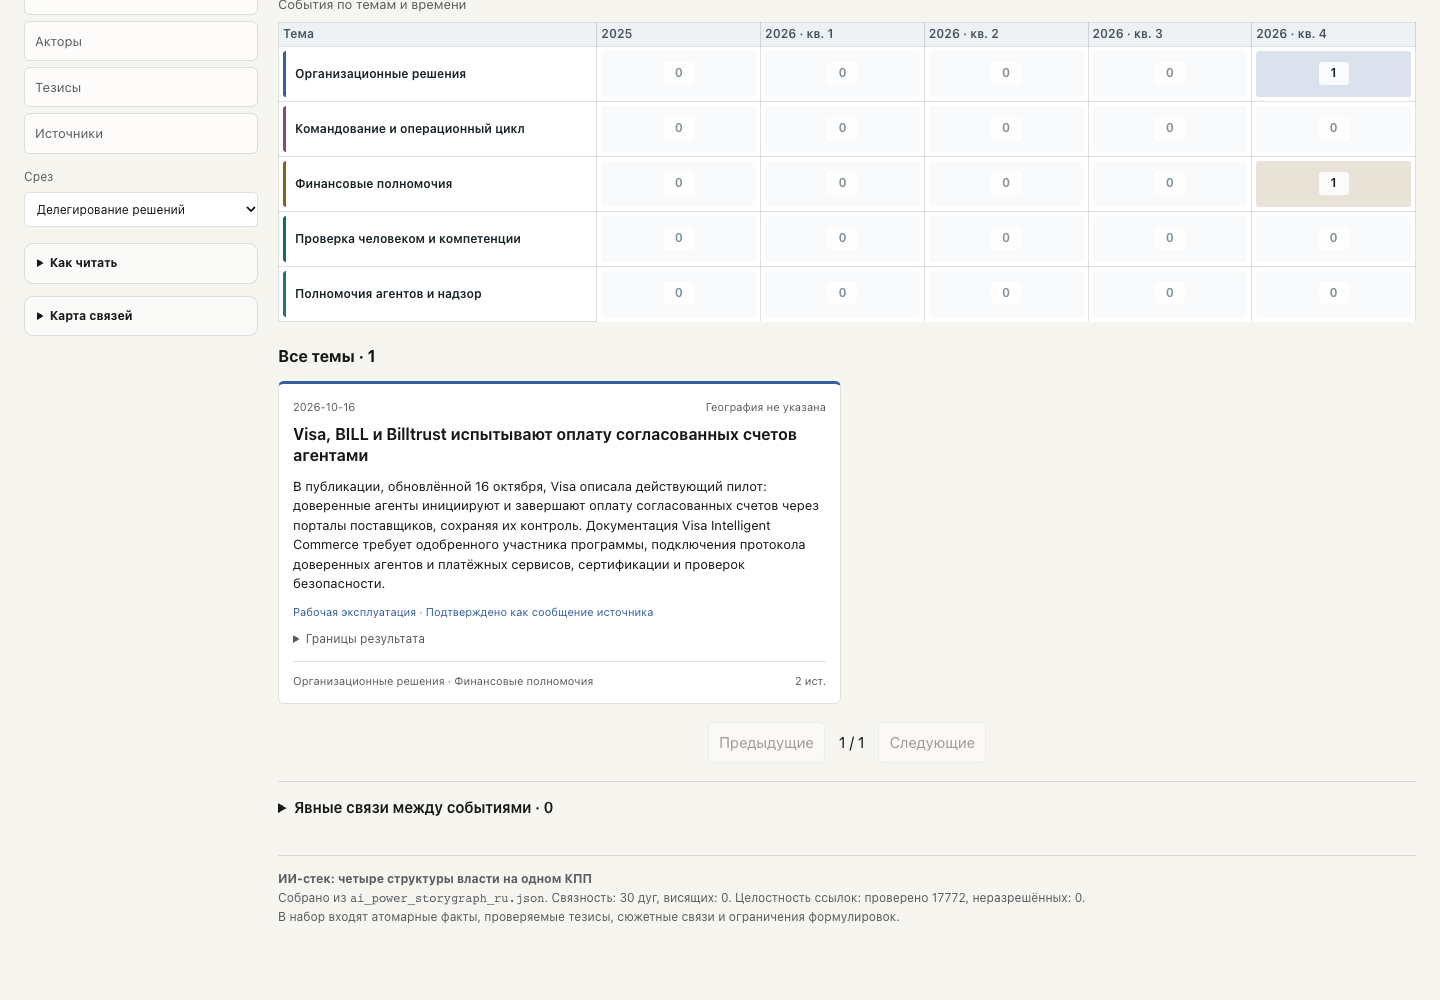 События по темам и времени
Акторы
Тезисы
Источники
Срез
Делегирование решений
Как читать
Карта связей
Тема 2025 2026 · кв. 1 2026 · кв. 2 2026 · кв. 3 2026 · кв. 4
Организационные решения 0 0 0 0 1
Командование и операционный цикл 0 0 0 0 0
Финансовые полномочия 0 0 0 0 1
Проверка человеком и компетенции 0 0 0 0 0
Полномочия агентов и надзор 0 0 0 0 0
Все темы · 1
2026-10-16 География не указана
Visa, BILL и Billtrust испытывают оплату согласованных счетов
агентами
В публикации, обновлённой 16 октября, Visa описала действующий пилот:
доверенные агенты инициируют и завершают оплату согласованных счетов через
порталы поставщиков, сохраняя их контроль. Документация Visa Intelligent
Commerce требует одобренного участника программы, подключения протокола
доверенных агентов и платёжных сервисов, сертификации и проверок
безопасности.
Рабочая эксплуатация · Подтверждено как сообщение источника
Границы результата
Организационные решения · Финансовые полномочия 2 ист.
Предыдущие 1 / 1 Следующие
Явные связи между событиями · 0
ИИ-стек: четыре структуры власти на одном КПП
Собрано из ai_power_storygraph_ru.json. Связность: 30 дуг, висящих: 0. Целостность ссылок: проверено 17772, неразрешённых: 0.
В набор входят атомарные факты, проверяемые тезисы, сюжетные связи и ограничения формулировок.